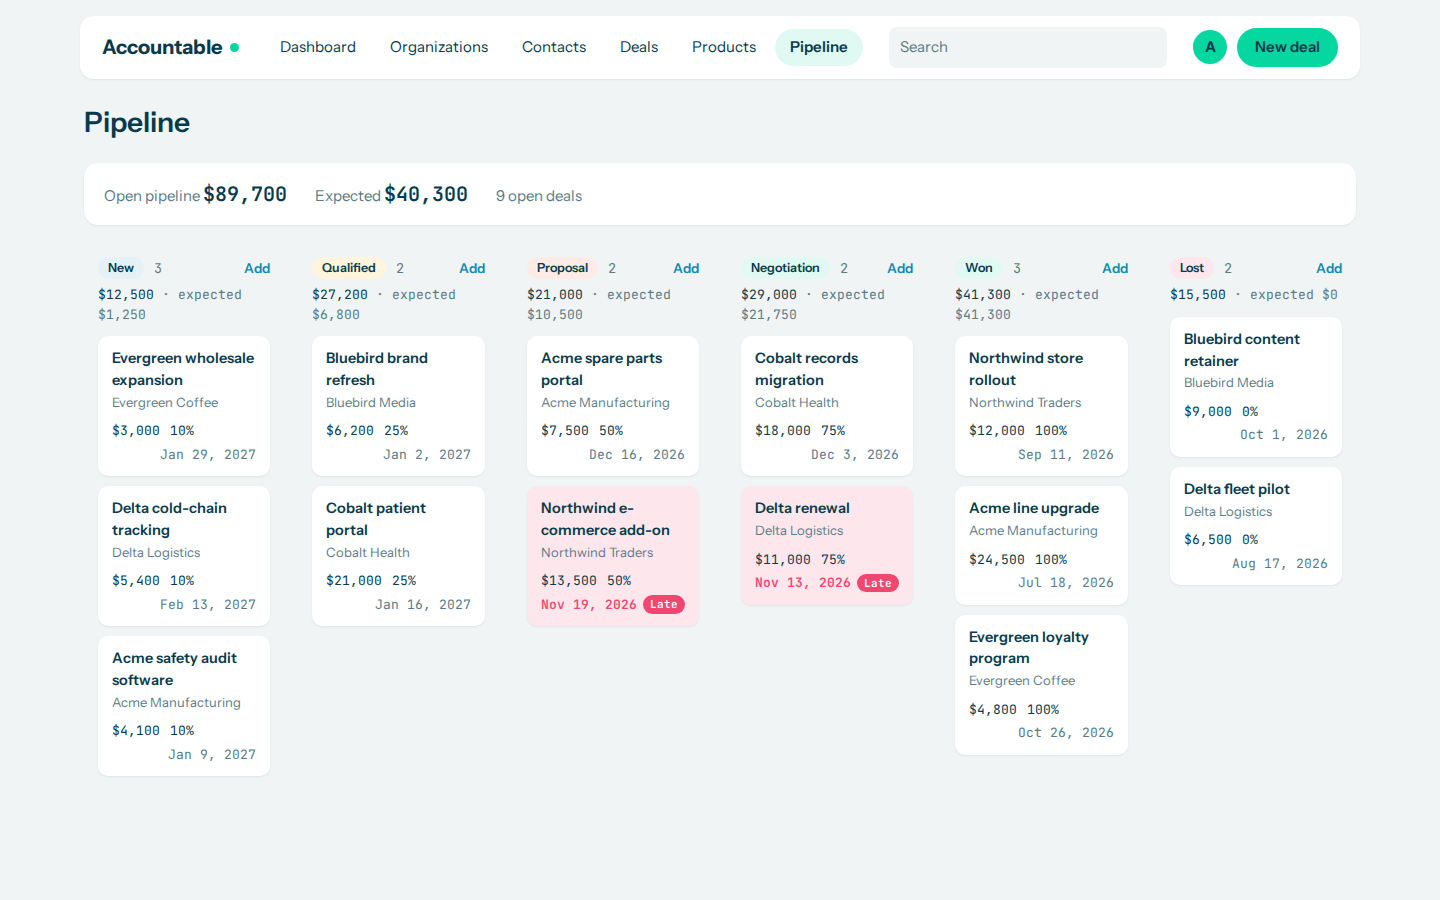 Accountable
Dashboard
Organizations
Contacts
Deals
Products
Pipeline
Search
A
New deal
Pipeline
Open pipeline $89,700
Expected $40,300
9 open deals
New 3 Add
$12,500 · expected
$1,250
Evergreen wholesale
expansion
Evergreen Coffee
$3,000 10%
Jan 29, 2027
Delta cold-chain
tracking
Delta Logistics
$5,400 10%
Feb 13, 2027
Acme safety audit
software
Acme Manufacturing
$4,100 10%
Jan 9, 2027
Qualified 2 Add
$27,200 · expected
$6,800
Bluebird brand
refresh
Bluebird Media
$6,200 25%
Jan 2, 2027
Cobalt patient
portal
Cobalt Health
$21,000 25%
Jan 16, 2027
Proposal 2 Add
$21,000 · expected
$10,500
Acme spare parts
portal
Acme Manufacturing
$7,500 50%
Dec 16, 2026
Northwind e-
commerce add-on
Northwind Traders
$13,500 50%
Nov 19, 2026 Late
Negotiation 2 Add
$29,000 · expected
$21,750
Cobalt records
migration
Cobalt Health
$18,000 75%
Dec 3, 2026
Delta renewal
Delta Logistics
$11,000 75%
Nov 13, 2026 Late
Won 3 Add
$41,300 · expected
$41,300
Northwind store
rollout
Northwind Traders
$12,000 100%
Sep 11, 2026
Acme line upgrade
Acme Manufacturing
$24,500 100%
Jul 18, 2026
Evergreen loyalty
program
Evergreen Coffee
$4,800 100%
Oct 26, 2026
Lost 2 Add
$15,500 · expected $0
Bluebird content
retainer
Bluebird Media
$9,000 0%
Oct 1, 2026
Delta fleet pilot
Delta Logistics
$6,500 0%
Aug 17, 2026